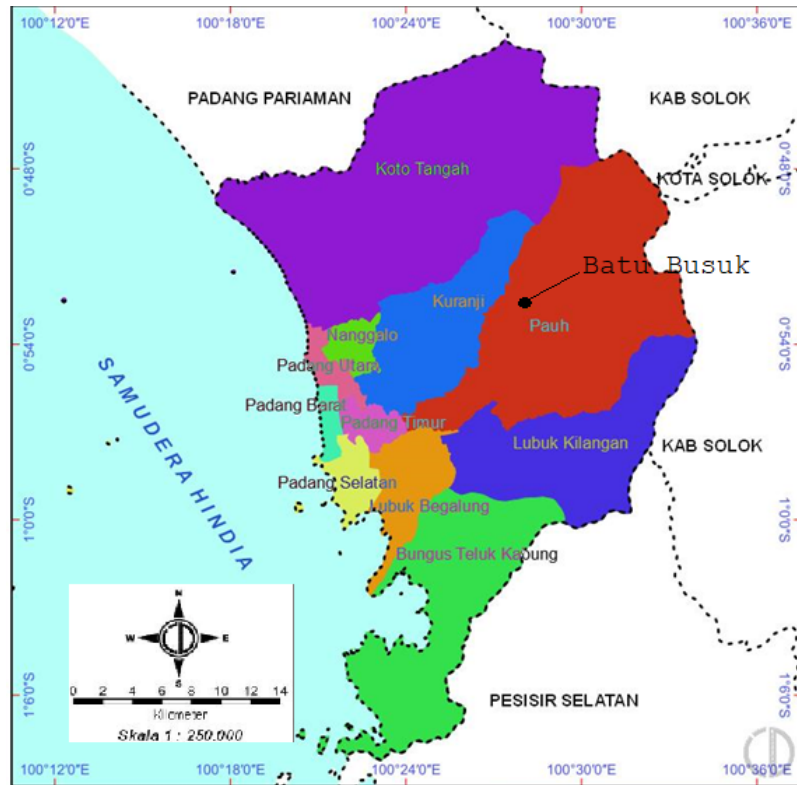 100°12'0"E 100°18'0"E 100°24'0"E 100°30'0"E 100°36'0"E
PADANG PARIAMAN
KAB SOLOK
Koto Tangah
0°48'0"S
0°48'0"S
KOTA SOLOK
Batu Busuk
Kuranji
Pauh
Nanggalo
0°54'0"S
0°54'0"S
Padang Utara
SAMUDERA HINDIA
Padang Barat
Padang Timur
Lubuk Kilangan
KAB SOLOK
Padang Selatan
Lubuk Begalung
1°0'0"S
1°0'0"S
Bungus Teluk Kabung
N
W E
S
0 2 4 6 8 10 12 14
Kilometer
Skala 1 : 250.000
1°6'0"S
1°6'0"S
PESISIR SELATAN
100°12'0"E 100°18'0"E 100°24'0"E 100°30'0"E 100°36'0"E